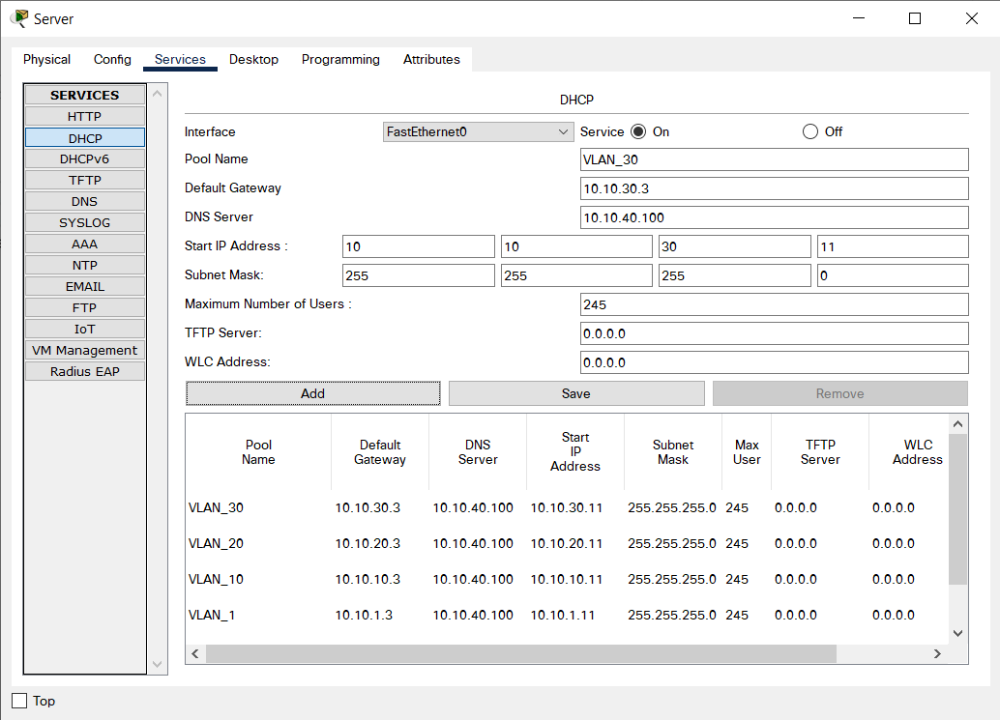 Server
Physical Config Services Desktop Programming Attributes
SERVICES
HTTP
DHCP
DHCPv6
TFTP
DNS
SYSLOG
AAA
NTP
EMAIL
FTP
IoT
VM Management
Radius EAP
DHCP
Interface FastEthernet0 Service On Off
Pool Name VLAN_30
Default Gateway 10.10.30.3
DNS Server 10.10.40.100
Start IP Address : 10 10 30 11
Subnet Mask: 255 255 255 0
Maximum Number of Users : 245
TFTP Server: 0.0.0.0
WLC Address: 0.0.0.0
Add Save Remove
Pool Name Default Gateway DNS Server Start IP Address Subnet Mask Max User TFTP Server WLC Address
VLAN_30 10.10.30.3 10.10.40.100 10.10.30.11 255.255.255.0 245 0.0.0.0 0.0.0.0
VLAN_20 10.10.20.3 10.10.40.100 10.10.20.11 255.255.255.0 245 0.0.0.0 0.0.0.0
VLAN_10 10.10.10.3 10.10.40.100 10.10.10.11 255.255.255.0 245 0.0.0.0 0.0.0.0
VLAN_1 10.10.1.3 10.10.40.100 10.10.1.11 255.255.255.0 245 0.0.0.0 0.0.0.0
Top